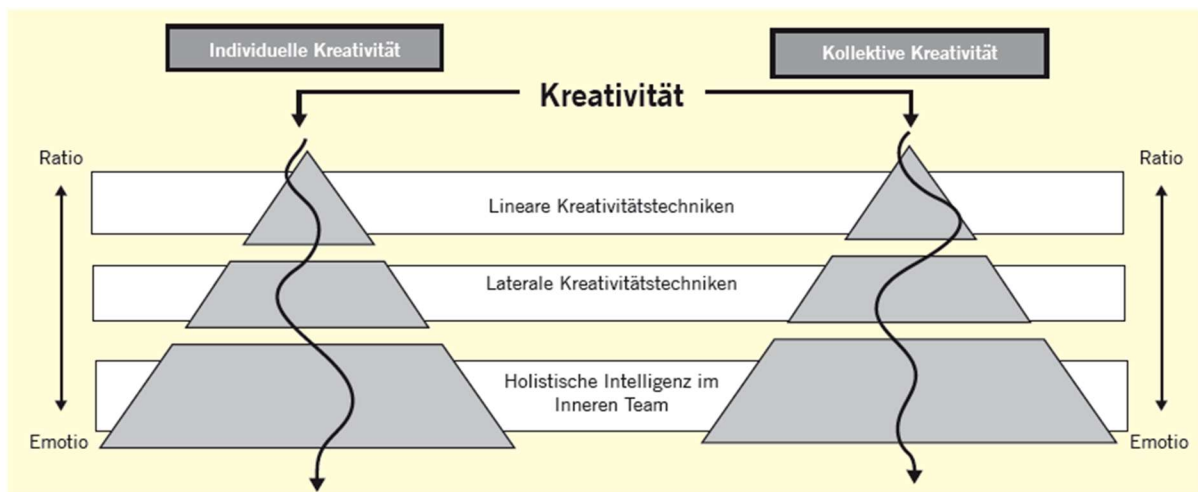 Individuelle Kreativität
Kollektive Kreativität
Kreativität
Ratio
Ratio
Lineare Kreativitätstechniken
Laterale Kreativitätstechniken
Holistische Intelligenz im
Inneren Team
Emotio
Emotio